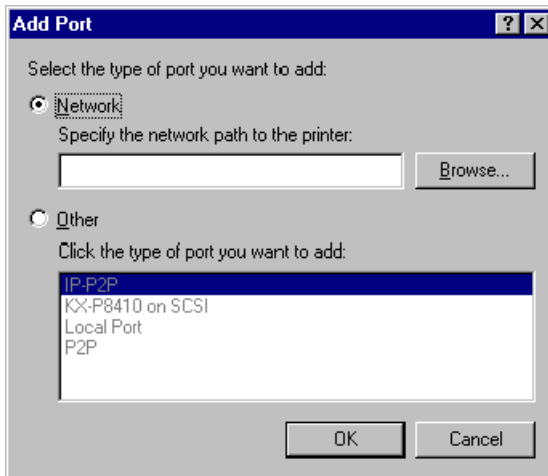 Add Port
Select the type of port you want to add:
Network
Specify the network path to the printer:
Browse...
Other
Click the type of port you want to add:
IP-P2P
KX-P8410 on SCSI
Local Port
P2P
OK Cancel